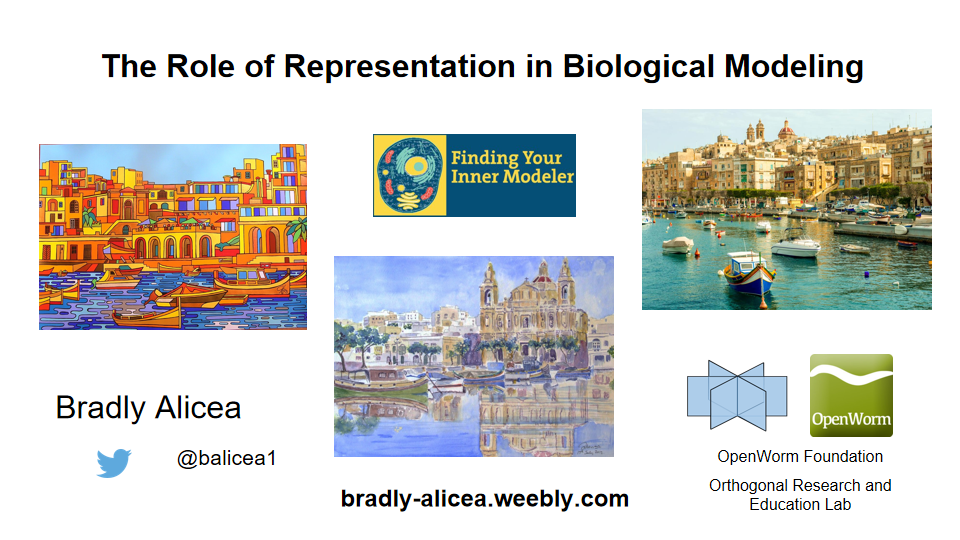 The Role of Representation in Biological Modeling
Finding Your
Inner Modeler
Bradly Alicea
@balicea1
bradly-alicea.weebly.com
OpenWorm
OpenWorm Foundation
Orthogonal Research and
Education Lab